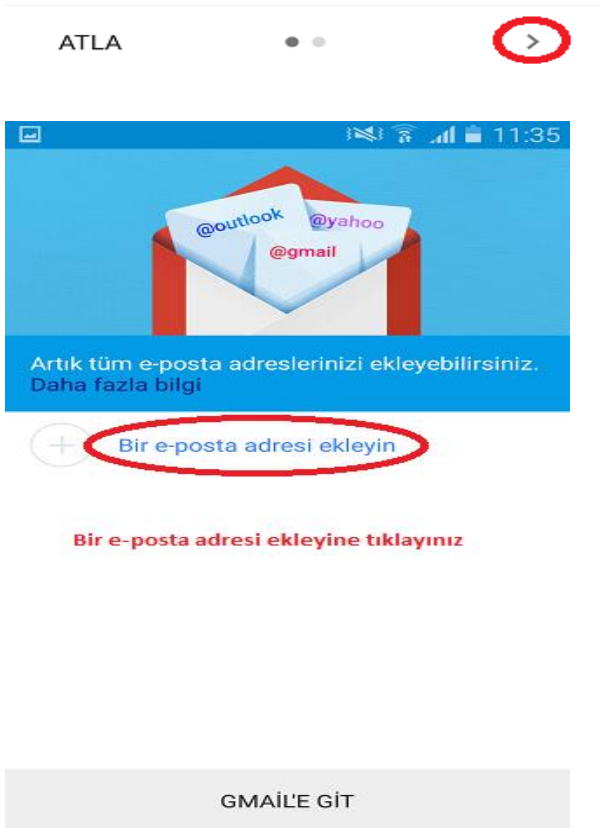 ATLA
11:35
@outlook
@yahoo
@gmail
Artık tüm e-posta adreslerinizi ekleyebilirsiniz.
Daha fazla bilgi
Bir e-posta adresi ekleyin
Bir e-posta adresi ekleyine tıklayınız
GMAİL'E GİT